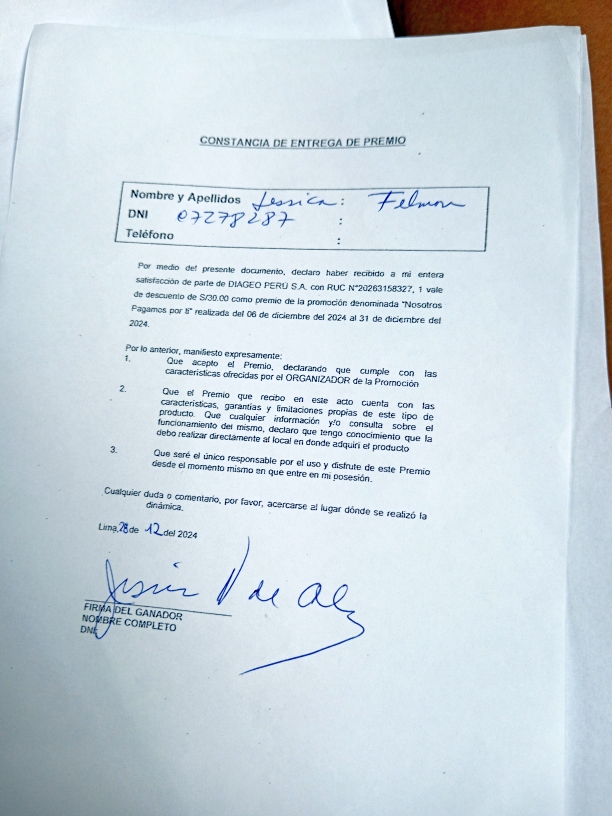 CONSTANCIA DE ENTREGA DE PREMIO
Nombre y Apellidos Jessica : Felmon
DNI 07278287 :
Teléfono :
Por medio del presente documento, declaro haber recibido a mi entera
satisfacción de parte de DIAGEO PERÚ S.A. con RUC N°20263158327, 1 vale
de descuento de S/30.00 como premio de la promoción denominada "Nosotros
Pagamos por 8" realizada del 06 de diciembre del 2024 al 31 de diciembre del
2024.
Por lo anterior, manifiesto expresamente:
1. Que acepto el Premio, declarando que cumple con las
características ofrecidas por el ORGANIZADOR de la Promoción
2. Que el Premio que recibo en este acto cuenta con las
características, garantías y limitaciones propias de este tipo de
producto. Que cualquier información y/o consulta sobre el
funcionamiento del mismo, declaro que tengo conocimiento que la
debo realizar directamente al local en donde adquirí el producto
3. Que seré el único responsable por el uso y disfrute de este Premio
desde el momento mismo en que entre en mi posesión.
Cualquier duda o comentario, por favor, acercarse al lugar dónde se realizó la
dinámica.
Lima, 28 de 12 del 2024
FIRMA DEL GANADOR
NOMBRE COMPLETO
DNI